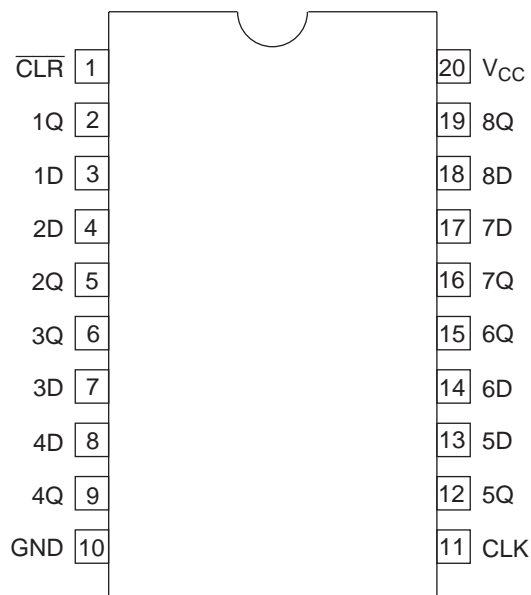 C̅L̅R̅ 1 20 VCC
1Q 2 19 8Q
1D 3 18 8D
2D 4 17 7D
2Q 5 16 7Q
3Q 6 15 6Q
3D 7 14 6D
4D 8 13 5D
4Q 9 12 5Q
GND 10 11 CLK